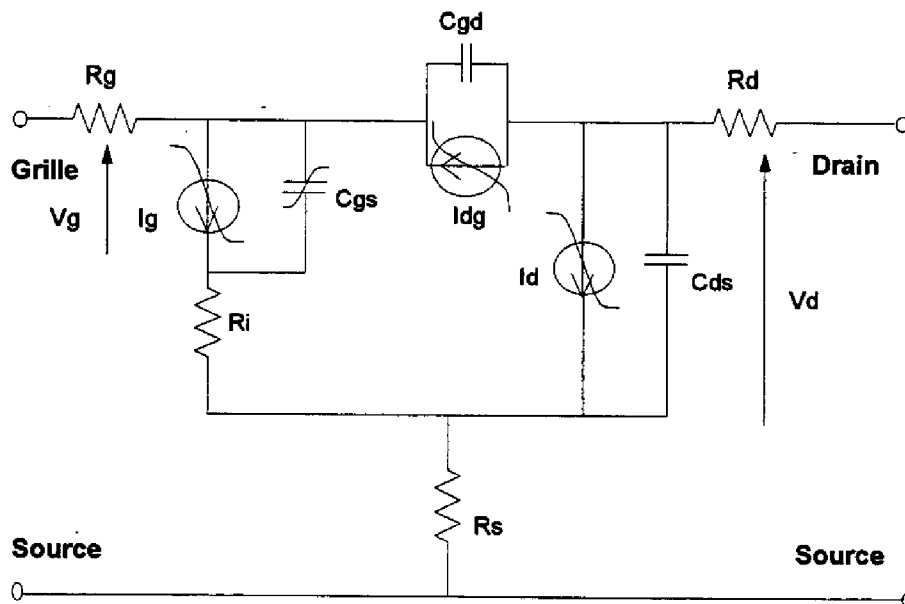 Cgd
Rg
Rd
Grille
Drain
Vg
Ig
Cgs
Idg
Id
Cds
Vd
Ri
Rs
Source
Source